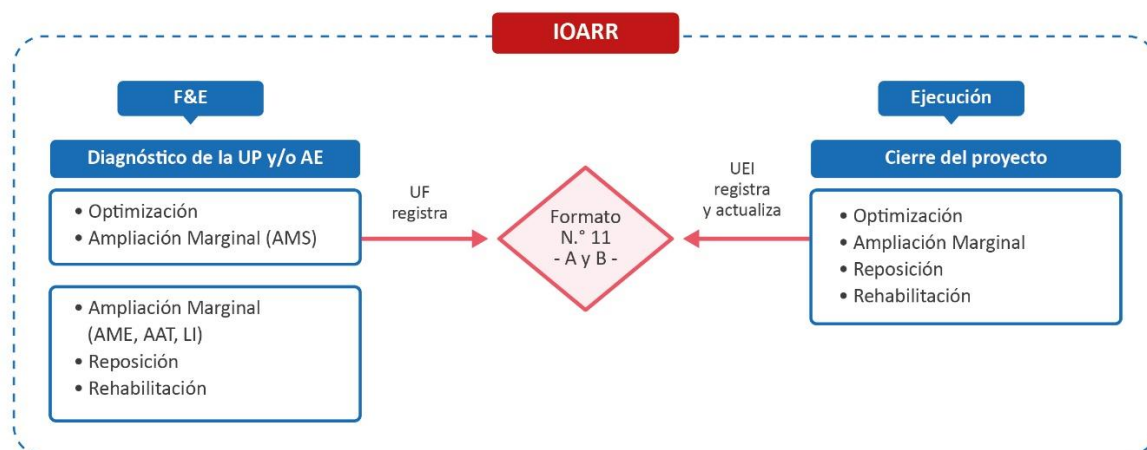 IOARR
F&E
Diagnóstico de la UP y/o AE
• Optimización
• Ampliación Marginal (AMS)
• Ampliación Marginal
(AME, AAT, LI)
• Reposición
• Rehabilitación
UF
registra
Formato
N.° 11
- A y B -
UEI
registra
y actualiza
Ejecución
Cierre del proyecto
• Optimización
• Ampliación Marginal
• Reposición
• Rehabilitación